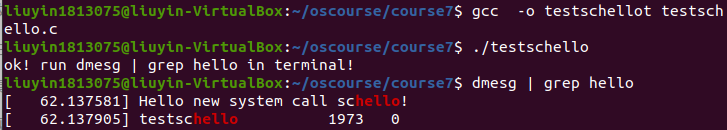 liuyin1813075@liuyin-VirtualBox:~/oscourse/course7$ gcc  -o testschellot testsch
ello.c
liuyin1813075@liuyin-VirtualBox:~/oscourse/course7$ ./testschello
ok! run dmesg | grep hello in terminal!
liuyin1813075@liuyin-VirtualBox:~/oscourse/course7$ dmesg | grep hello
[   62.137581] Hello new system call schello!
[   62.137905] testschello           1973   0